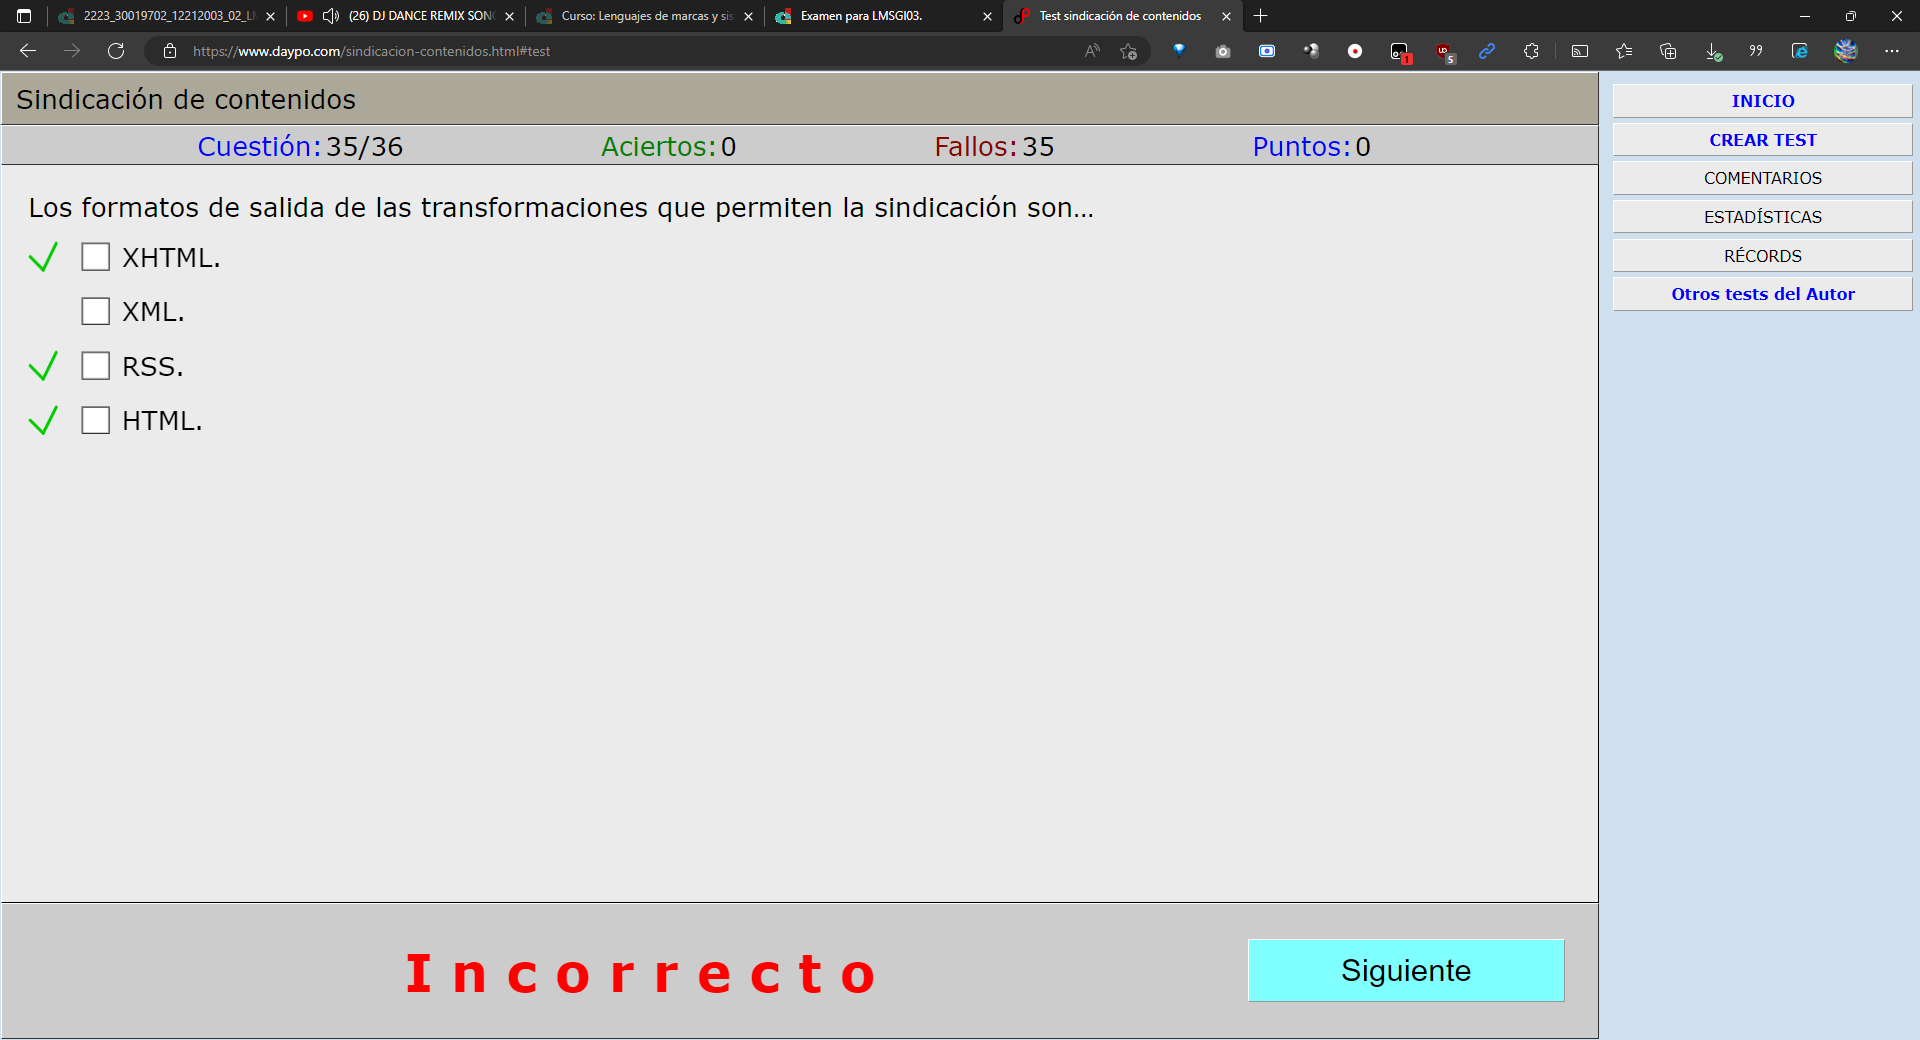 2223_30019702_12212003_02_L
(26) DJ DANCE REMIX SON
Curso: Lenguajes de marcas y sis
Examen para LMSGI03.
Test sindicación de contenidos
https://www.daypo.com/sindicacion-contenidos.html#test
1
5
Sindicación de contenidos
Cuestión: 35/36
Aciertos: 0
Fallos: 35
Puntos: 0
Los formatos de salida de las transformaciones que permiten la sindicación son...
XHTML.
XML.
RSS.
HTML.
Incorrecto
Siguiente
INICIO
CREAR TEST
COMENTARIOS
ESTADÍSTICAS
RÉCORDS
Otros tests del Autor